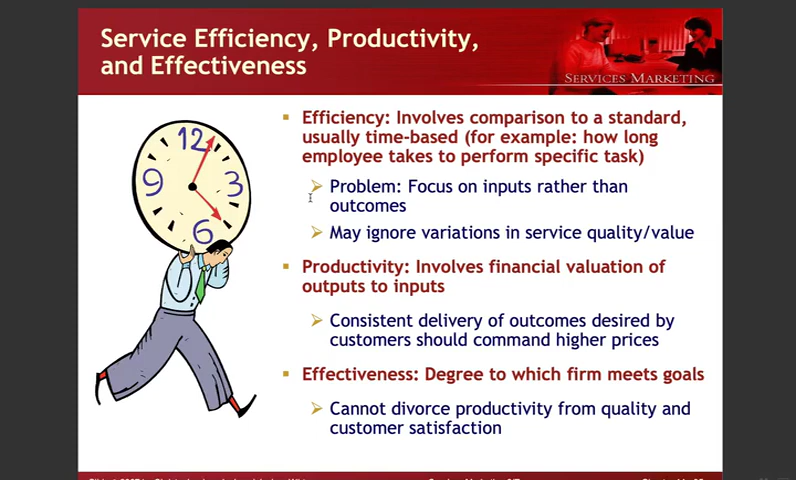 Service Efficiency, Productivity,
and Effectiveness
SERVICES MARKETING
12
9
3
6
Efficiency: Involves comparison to a standard,
usually time-based (for example: how long
employee takes to perform specific task)
Problem: Focus on inputs rather than
outcomes
May ignore variations in service quality/value
Productivity: Involves financial valuation of
outputs to inputs
Consistent delivery of outcomes desired by
customers should command higher prices
Effectiveness: Degree to which firm meets goals
Cannot divorce productivity from quality and
customer satisfaction